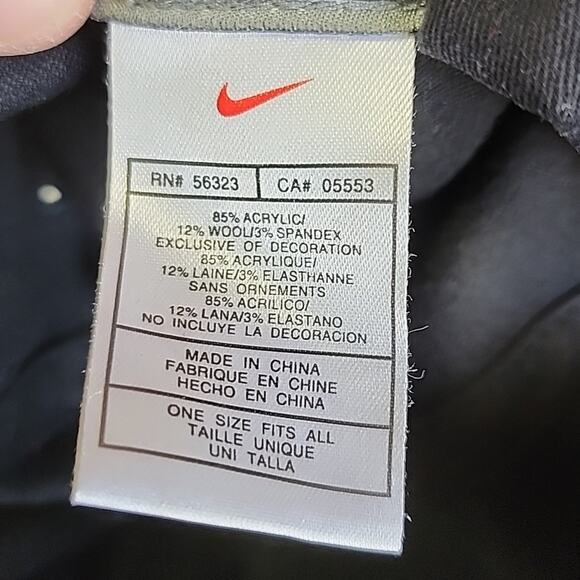 RN# 56323 CA# 05553
85% ACRYLIC/
12% WOOL/3% SPANDEX
EXCLUSIVE OF DECORATION
85% ACRYLIQUE/
12% LAINE/3% ELASTHANNE
SANS ORNEMENTS
85% ACRILICO/
12% LANA/3% ELASTANO
NO INCLUYE LA DECORACION
MADE IN CHINA
FABRIQUE EN CHINE
HECHO EN CHINA
ONE SIZE FITS ALL
TAILLE UNIQUE
UNI TALLA